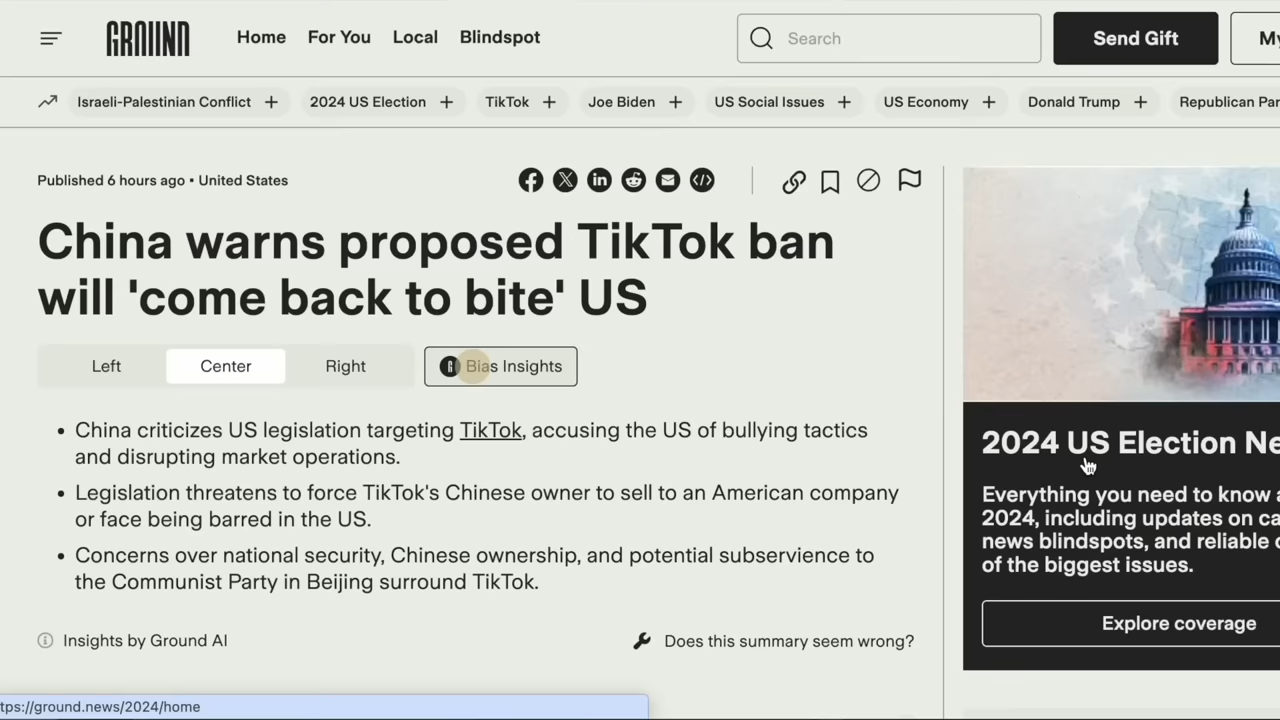 GROUND
Home
For You
Local
Blindspot
Search
Send Gift
My
Israeli-Palestinian Conflict +
2024 US Election +
TikTok +
Joe Biden +
US Social Issues +
US Economy +
Donald Trump +
Republican Par
Published 6 hours ago • United States
China warns proposed TikTok ban
will 'come back to bite' US
Left
Center
Right
Bias Insights
• China criticizes US legislation targeting TikTok, accusing the US of bullying tactics
and disrupting market operations.
• Legislation threatens to force TikTok's Chinese owner to sell to an American company
or face being barred in the US.
• Concerns over national security, Chinese ownership, and potential subservience to
the Communist Party in Beijing surround TikTok.
Insights by Ground AI
Does this summary seem wrong?
2024 US Election Ne
Everything you need to know a
2024, including updates on ca
news blindspots, and reliable
of the biggest issues.
Explore coverage
tps://ground.news/2024/home